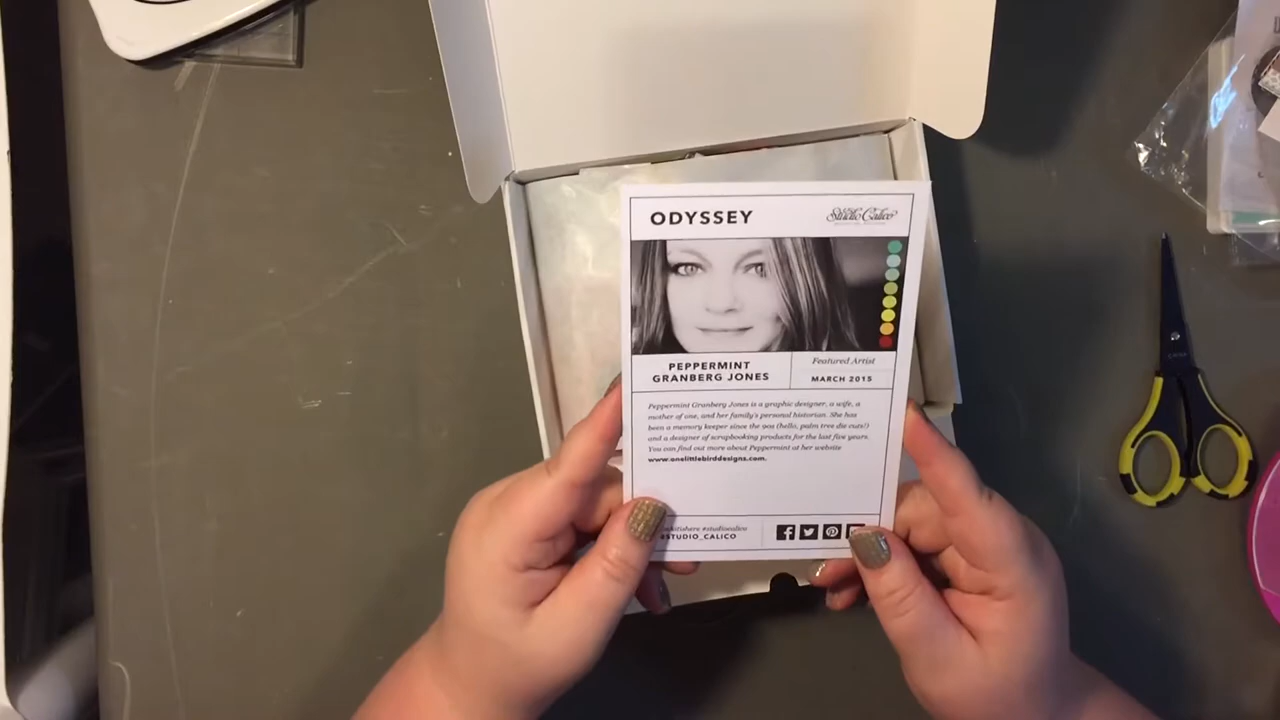 ODYSSEY
Studio Calico
PEPPERMINT
GRANBERG JONES
Featured Artist
MARCH 2015
Peppermint Granberg Jones is a graphic designer, a wife, a
mother of one, and her family's personal historian. She has
been a memory keeper since the 90s (hello, palm tree die cuts!)
and a designer of scrapbooking products for the last five years.
You can find out more about Peppermint at her website
www.onelittlebirddesigns.com.
#studiocalico
@STUDIO_CALICO